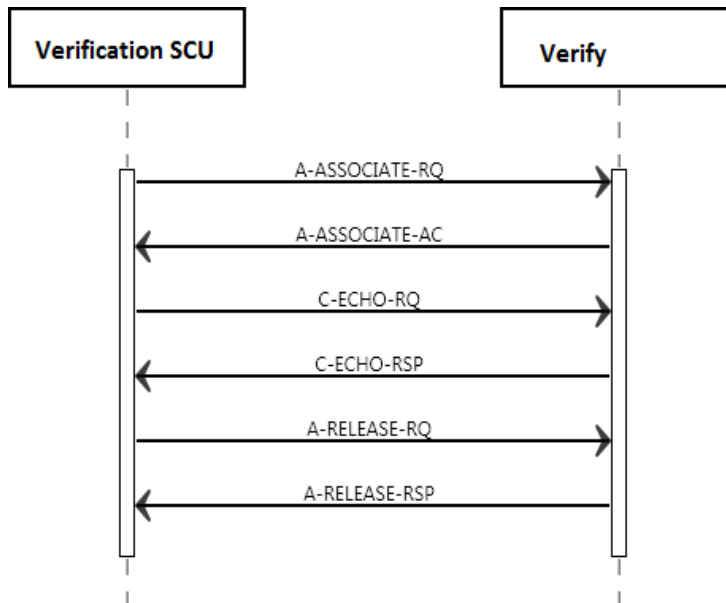 Verification SCU
Verify
A-ASSOCIATE-RQ
A-ASSOCIATE-AC
C-ECHO-RQ
C-ECHO-RSP
A-RELEASE-RQ
A-RELEASE-RSP